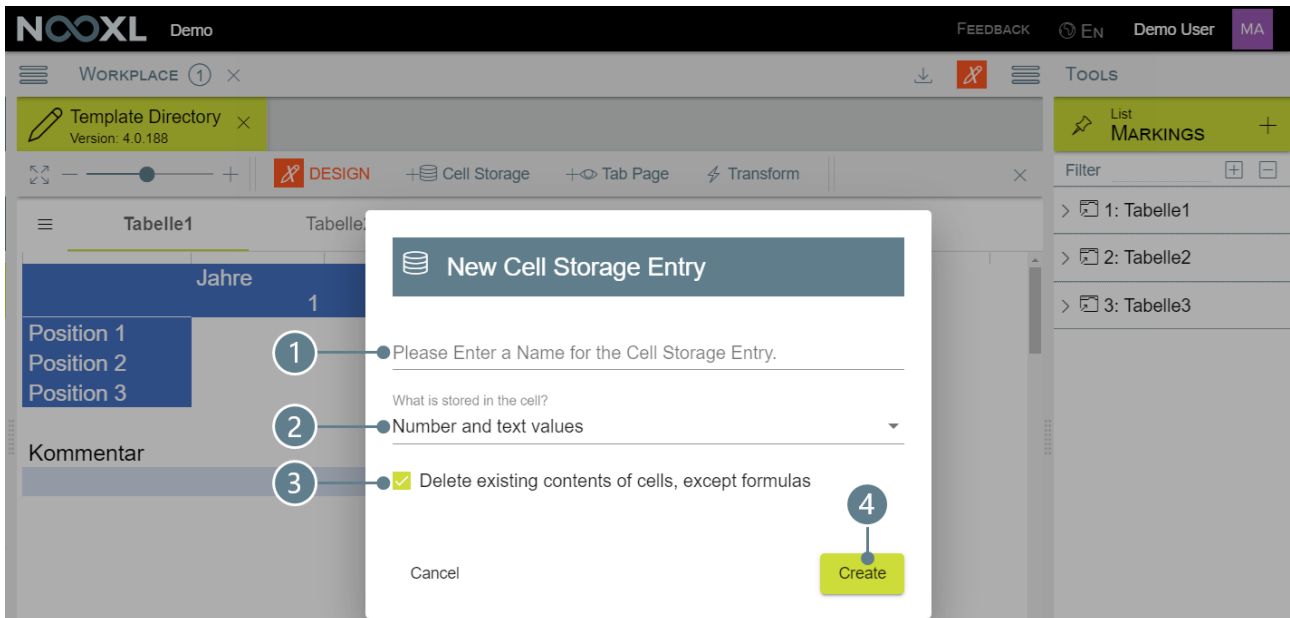 NOOXL Demo FEEDBACK EN Demo User MA
WORKPLACE 1 TOOLS
Template Directory
Version: 4.0.188
List
MARKINGS
DESIGN Cell Storage Tab Page Transform
Filter
Tabelle1 Tabelle
1: Tabelle1
2: Tabelle2
3: Tabelle3
Jahre
1
Position 1
Position 2
Position 3
Kommentar
New Cell Storage Entry
1 Please Enter a Name for the Cell Storage Entry.
What is stored in the cell?
2 Number and text values
3 Delete existing contents of cells, except formulas
4
Cancel Create